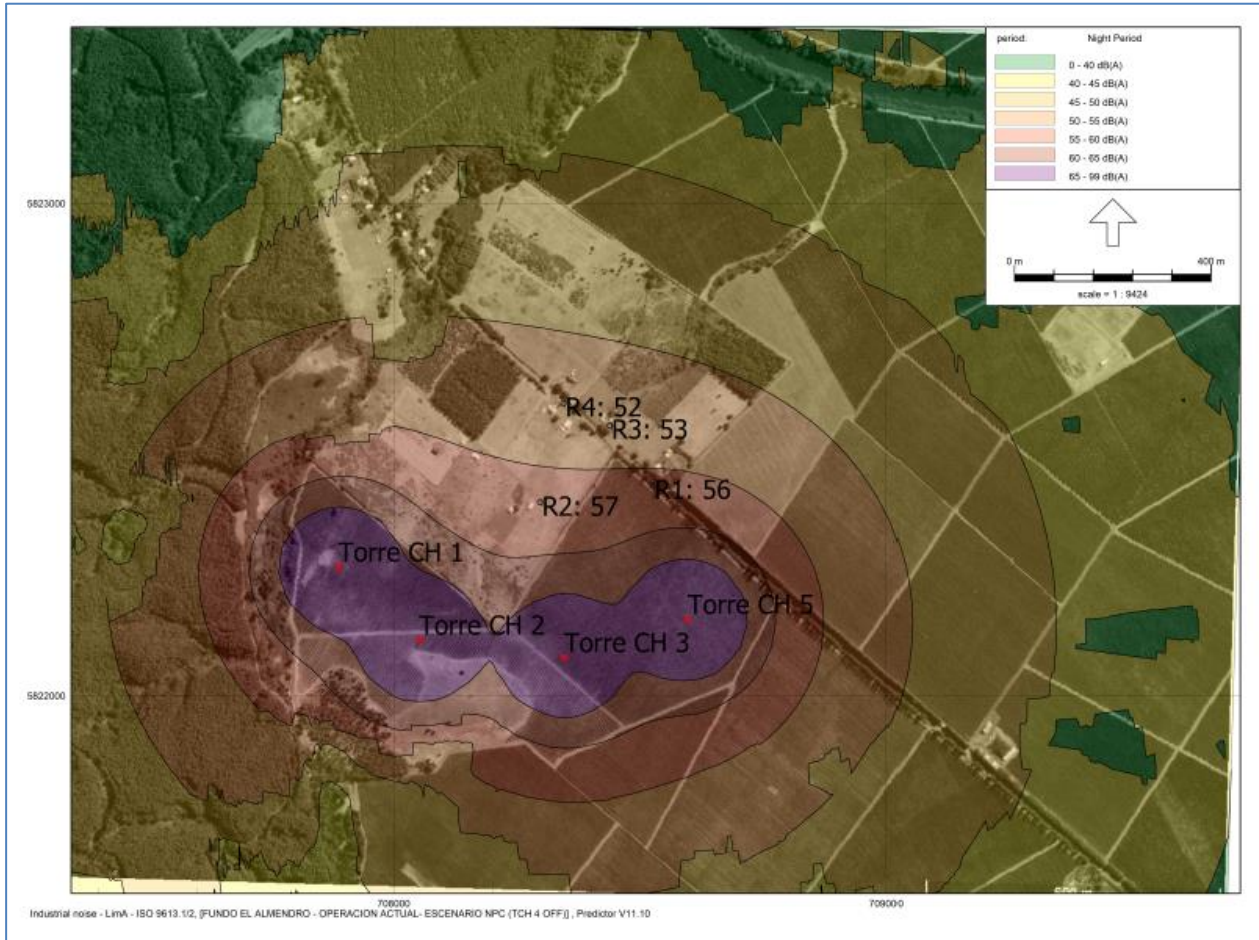 period: Night Period
0 - 40 dB(A)
40 - 45 dB(A)
45 - 50 dB(A)
50 - 55 dB(A)
55 - 60 dB(A)
60 - 65 dB(A)
65 - 99 dB(A)
5823000
0 m 400 m
scale = 1 : 9424
R4: 52
R3: 53
R1: 56
R2: 57
Torre CH 1
Torre CH 5
Torre CH 2
Torre CH 3
5822000
708000 709000
Industrial noise - LimA - ISO 9613.1/2, [FUNDO EL ALMENDRO - OPERACION ACTUAL- ESCENARIO NPC (TCH 4 OFF)] , Predictor V11.10